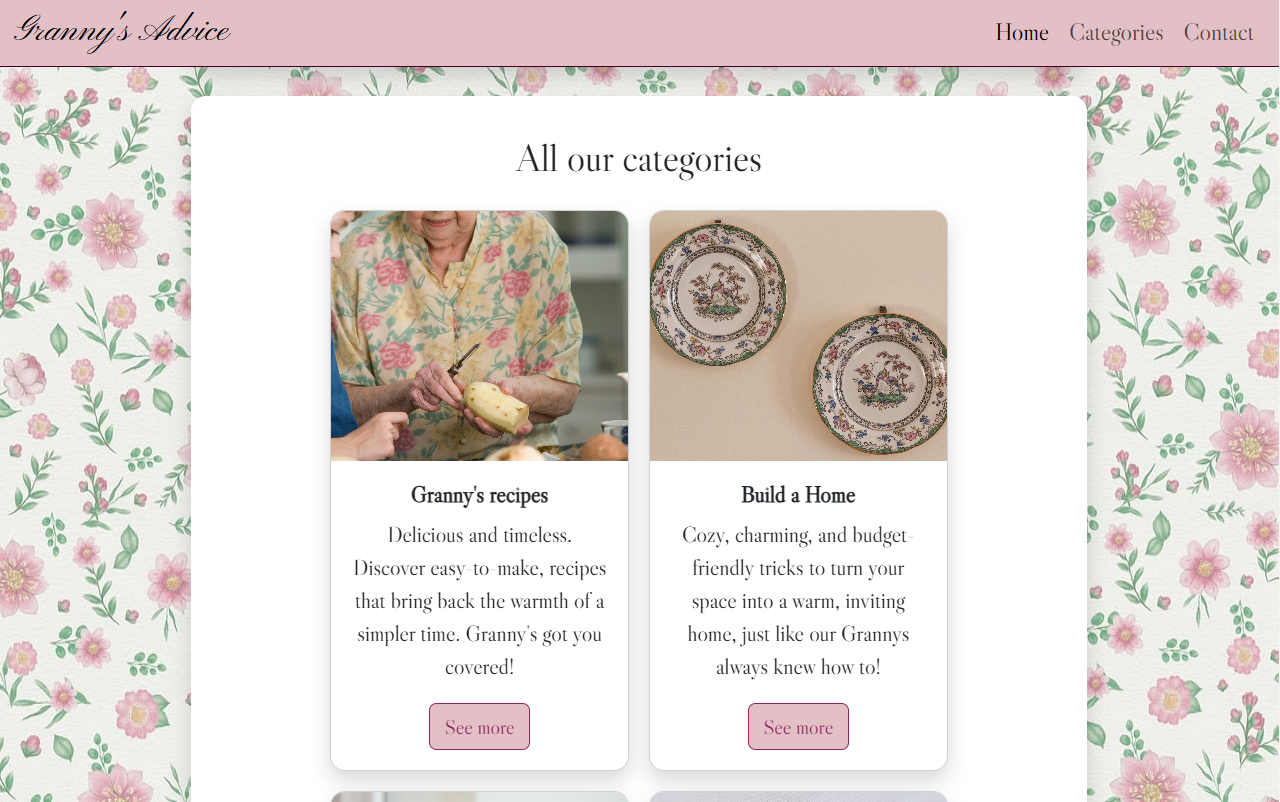 Granny's Advice
Home Categories Contact
All our categories
Granny's recipes
Delicious and timeless.
Discover easy-to-make, recipes
that bring back the warmth of a
simpler time. Granny's got you
covered!
See more
Build a Home
Cozy, charming, and budget-
friendly tricks to turn your
space into a warm, inviting
home, just like our Grannys
always knew how to!
See more